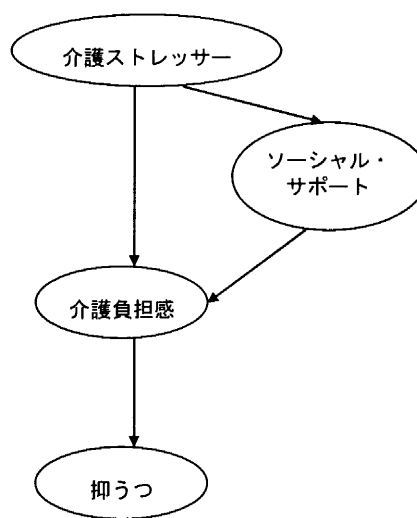 介護ストレッサー
ソーシャル・
サポート
介護負担感
抑うつ